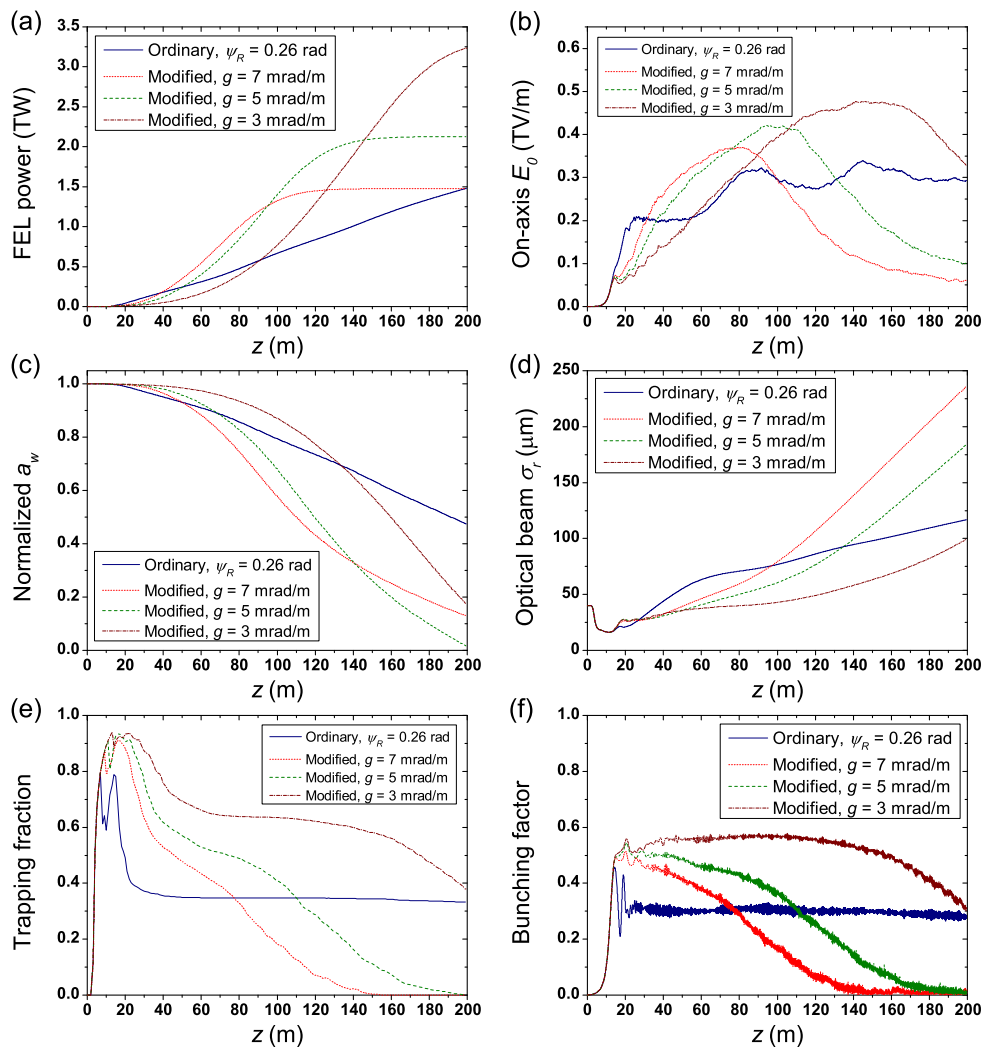 (a)
3.5
3.0
2.5
2.0
1.5
1.0
0.5
0.0
FEL power (TW)
Ordinary, ψ_R = 0.26 rad
Modified, g = 7 mrad/m
Modified, g = 5 mrad/m
Modified, g = 3 mrad/m
0 20 40 60 80 100 120 140 160 180 200
z (m)
(b)
0.6
0.5
0.4
0.3
0.2
0.1
0.0
On-axis E_0 (TV/m)
Ordinary, ψ_R = 0.26 rad
Modified, g = 7 mrad/m
Modified, g = 5 mrad/m
Modified, g = 3 mrad/m
0 20 40 60 80 100 120 140 160 180 200
z (m)
(c)
1.0
0.8
0.6
0.4
0.2
0.0
Normalized a_w
Ordinary, ψ_R = 0.26 rad
Modified, g = 7 mrad/m
Modified, g = 5 mrad/m
Modified, g = 3 mrad/m
0 20 40 60 80 100 120 140 160 180 200
z (m)
(d)
250
200
150
100
50
0
Optical beam σ_r (μm)
Ordinary, ψ_R = 0.26 rad
Modified, g = 7 mrad/m
Modified, g = 5 mrad/m
Modified, g = 3 mrad/m
0 20 40 60 80 100 120 140 160 180 200
z (m)
(e)
1.0
0.8
0.6
0.4
0.2
0.0
Trapping fraction
Ordinary, ψ_R = 0.26 rad
Modified, g = 7 mrad/m
Modified, g = 5 mrad/m
Modified, g = 3 mrad/m
0 20 40 60 80 100 120 140 160 180 200
z (m)
(f)
1.0
0.8
0.6
0.4
0.2
0.0
Bunching factor
Ordinary, ψ_R = 0.26 rad
Modified, g = 7 mrad/m
Modified, g = 5 mrad/m
Modified, g = 3 mrad/m
0 20 40 60 80 100 120 140 160 180 200
z (m)